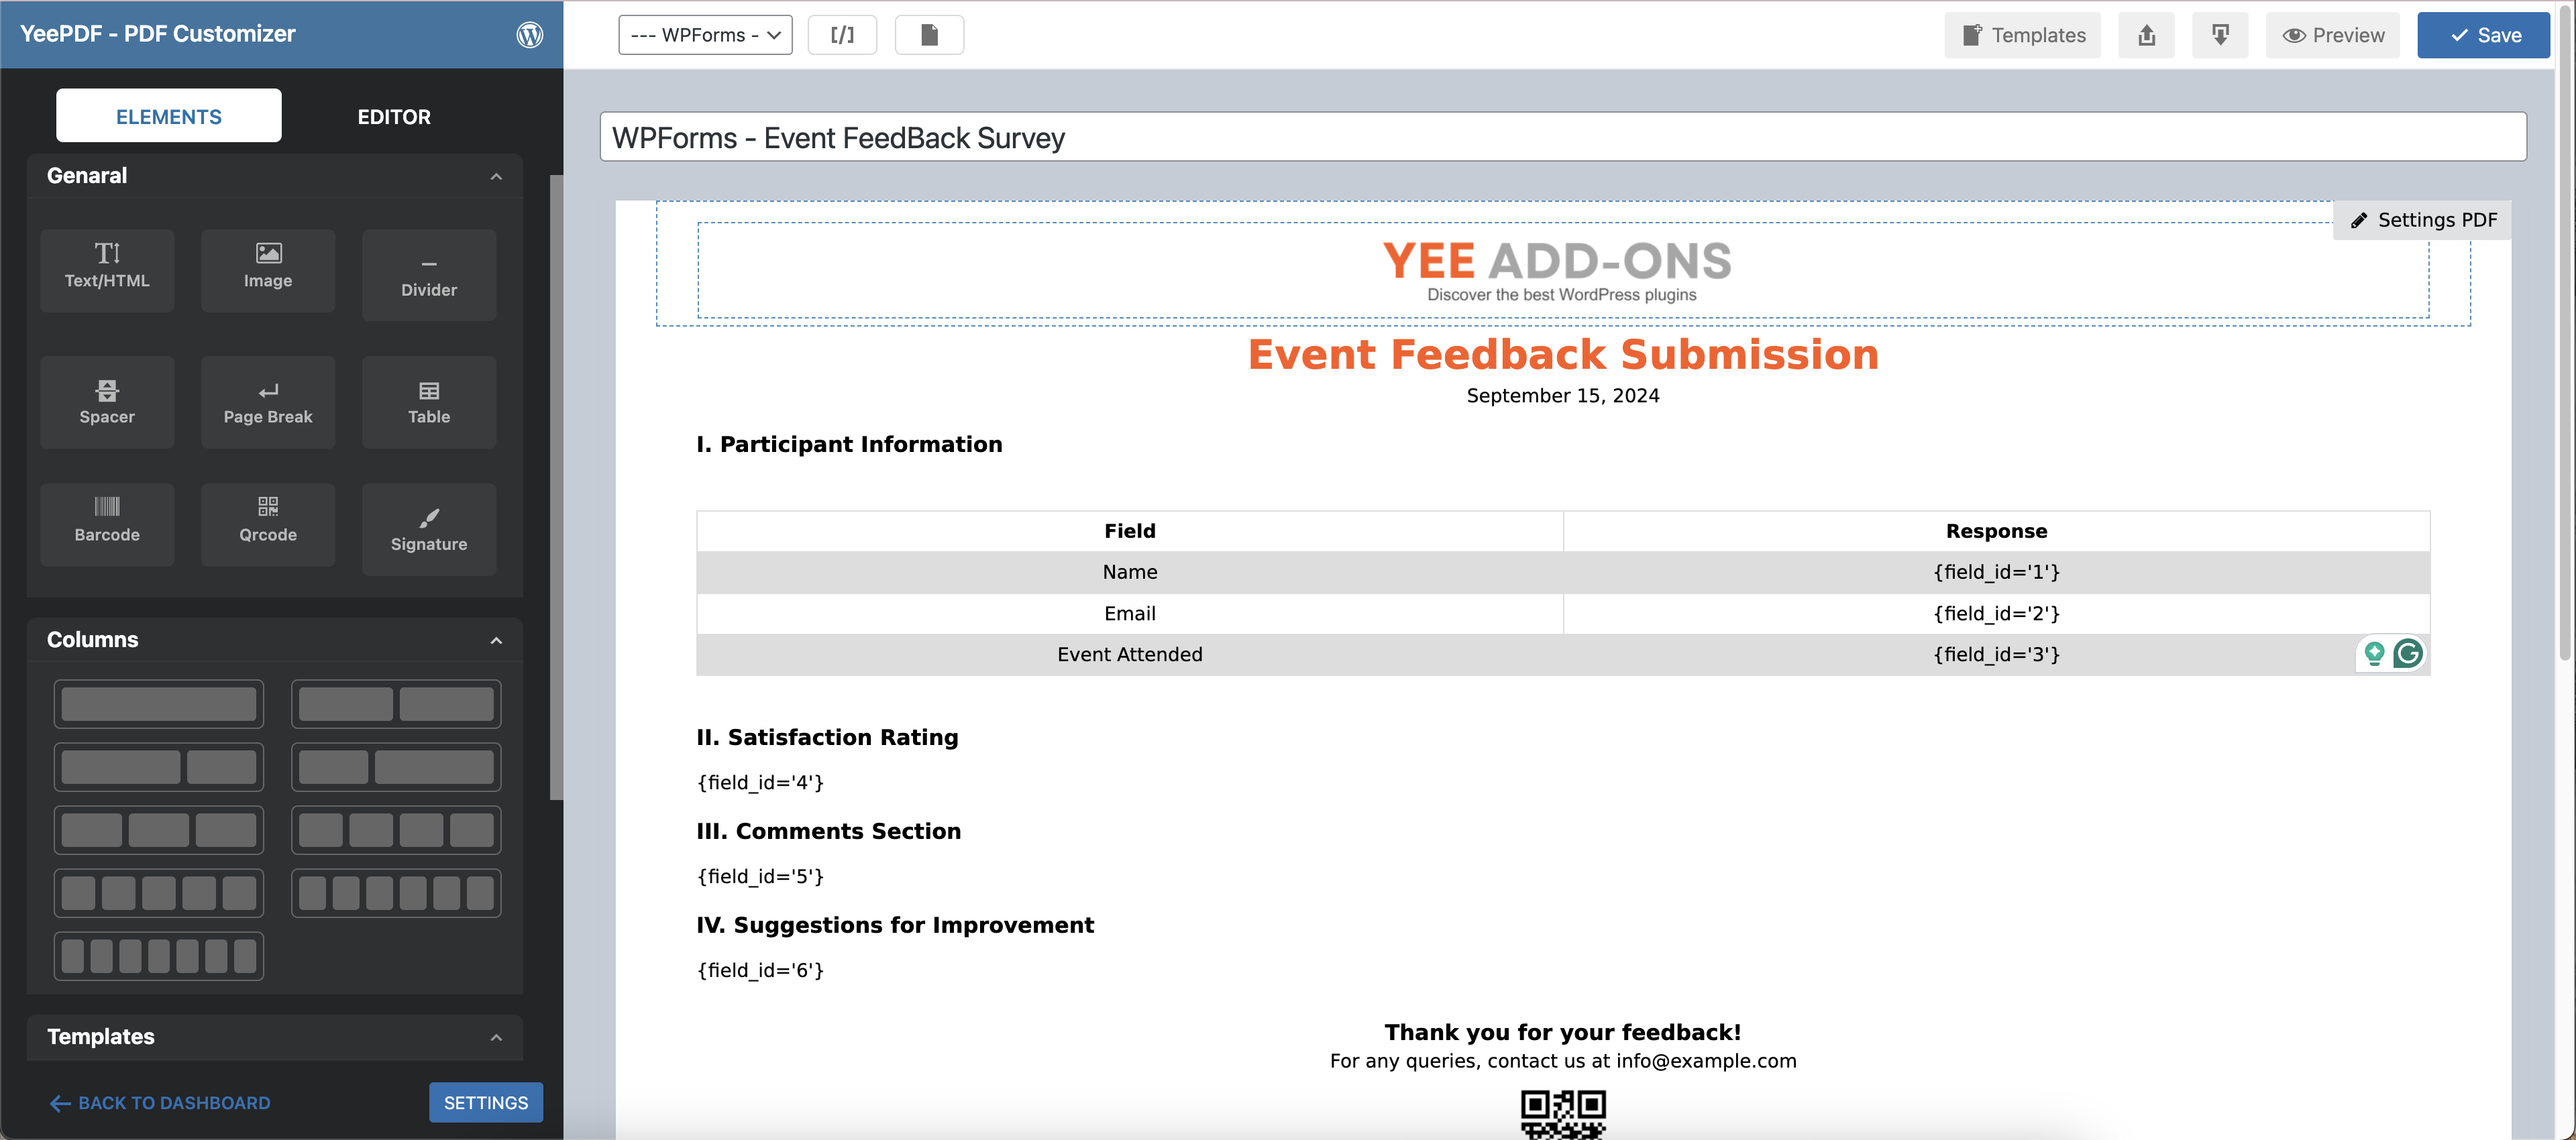 YeePDF - PDF Customizer
--- WPForms -
[/]
Templates
Preview
Save
ELEMENTS
EDITOR
Genaral
Text/HTML
Image
Divider
Spacer
Page Break
Table
Barcode
Qrcode
Signature
Columns
Templates
BACK TO DASHBOARD
SETTINGS
WPForms - Event FeedBack Survey
Settings PDF
YEE ADD-ONS
Discover the best WordPress plugins
Event Feedback Submission
September 15, 2024
I. Participant Information
Field Response
Name {field_id='1'}
Email {field_id='2'}
Event Attended {field_id='3'}
II. Satisfaction Rating
{field_id='4'}
III. Comments Section
{field_id='5'}
IV. Suggestions for Improvement
{field_id='6'}
Thank you for your feedback!
For any queries, contact us at info@example.com